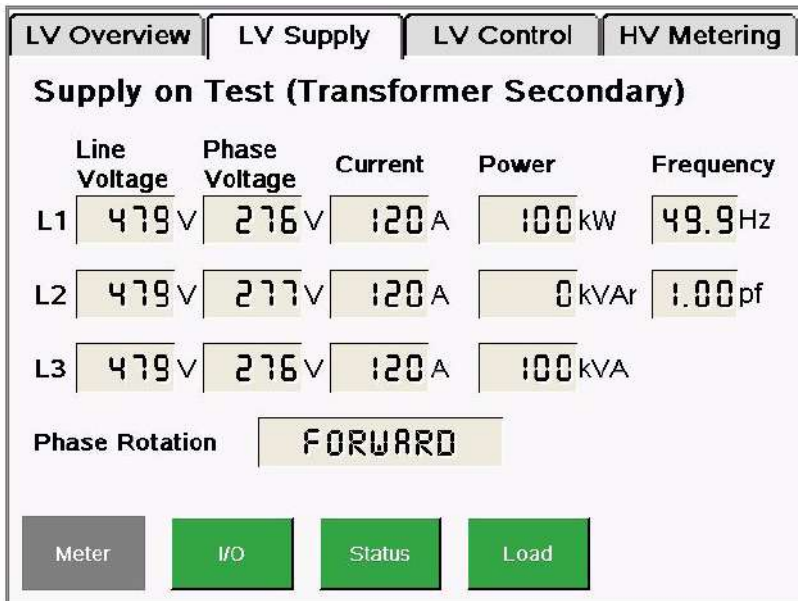 LV Overview LV Supply LV Control HV Metering
Supply on Test (Transformer Secondary)
Line Voltage Phase Voltage Current Power Frequency
L1 479 V 276 V 120 A 100 kW 49.9 Hz
L2 479 V 277 V 120 A 0 kVAr 1.00 pf
L3 479 V 276 V 120 A 100 kVA
Phase Rotation FORWARD
Meter I/O Status Load